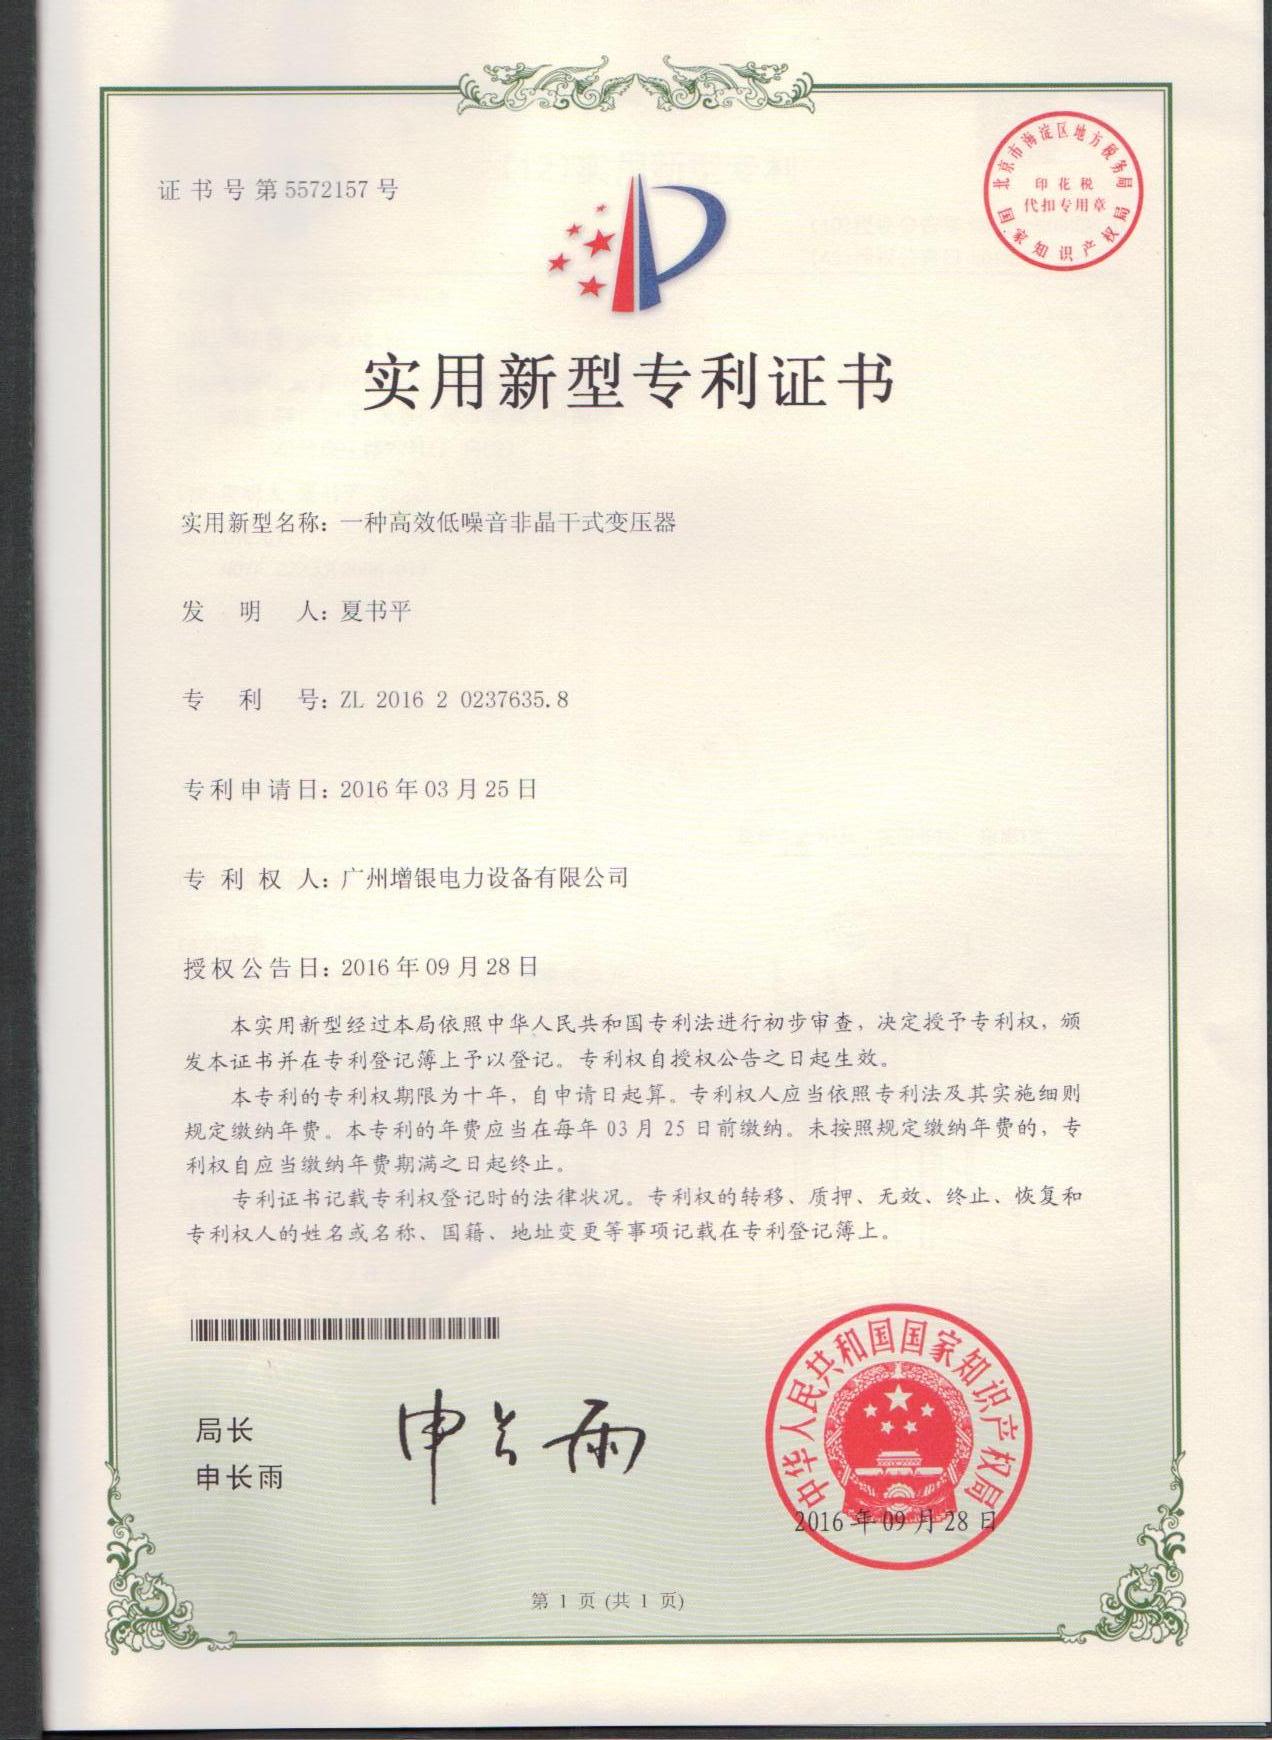 证书号第5572157号
北京市海淀区地方税务局
印花税
代扣专用章
国家知识产权局
实用新型专利证书
实用新型名称：一种高效低噪音非晶干式变压器
发明人：夏书平
专利号：ZL 2016 2 0237635.8
专利申请日：2016年03月25日
专利权人：广州增银电力设备有限公司
授权公告日：2016年09月28日
本实用新型经过本局依照中华人民共和国专利法进行初步审查，决定授予专利权，颁
发本证书并在专利登记簿上予以登记。专利权自授权公告之日起生效。
本专利的专利权期限为十年，自申请日起算。专利权人应当依照专利法及其实施细则
规定缴纳年费。本专利的年费应当在每年03月25日前缴纳。未按照规定缴纳年费的，专
利权自应当缴纳年费期满之日起终止。
专利证书记载专利权登记时的法律状况。专利权的转移、质押、无效、终止、恢复和
专利权人的姓名或名称、国籍、地址变更等事项记载在专利登记簿上。
局长
申长雨
申长雨
中华人民共和国国家知识产权局
2016年09月28日
第1页(共1页)